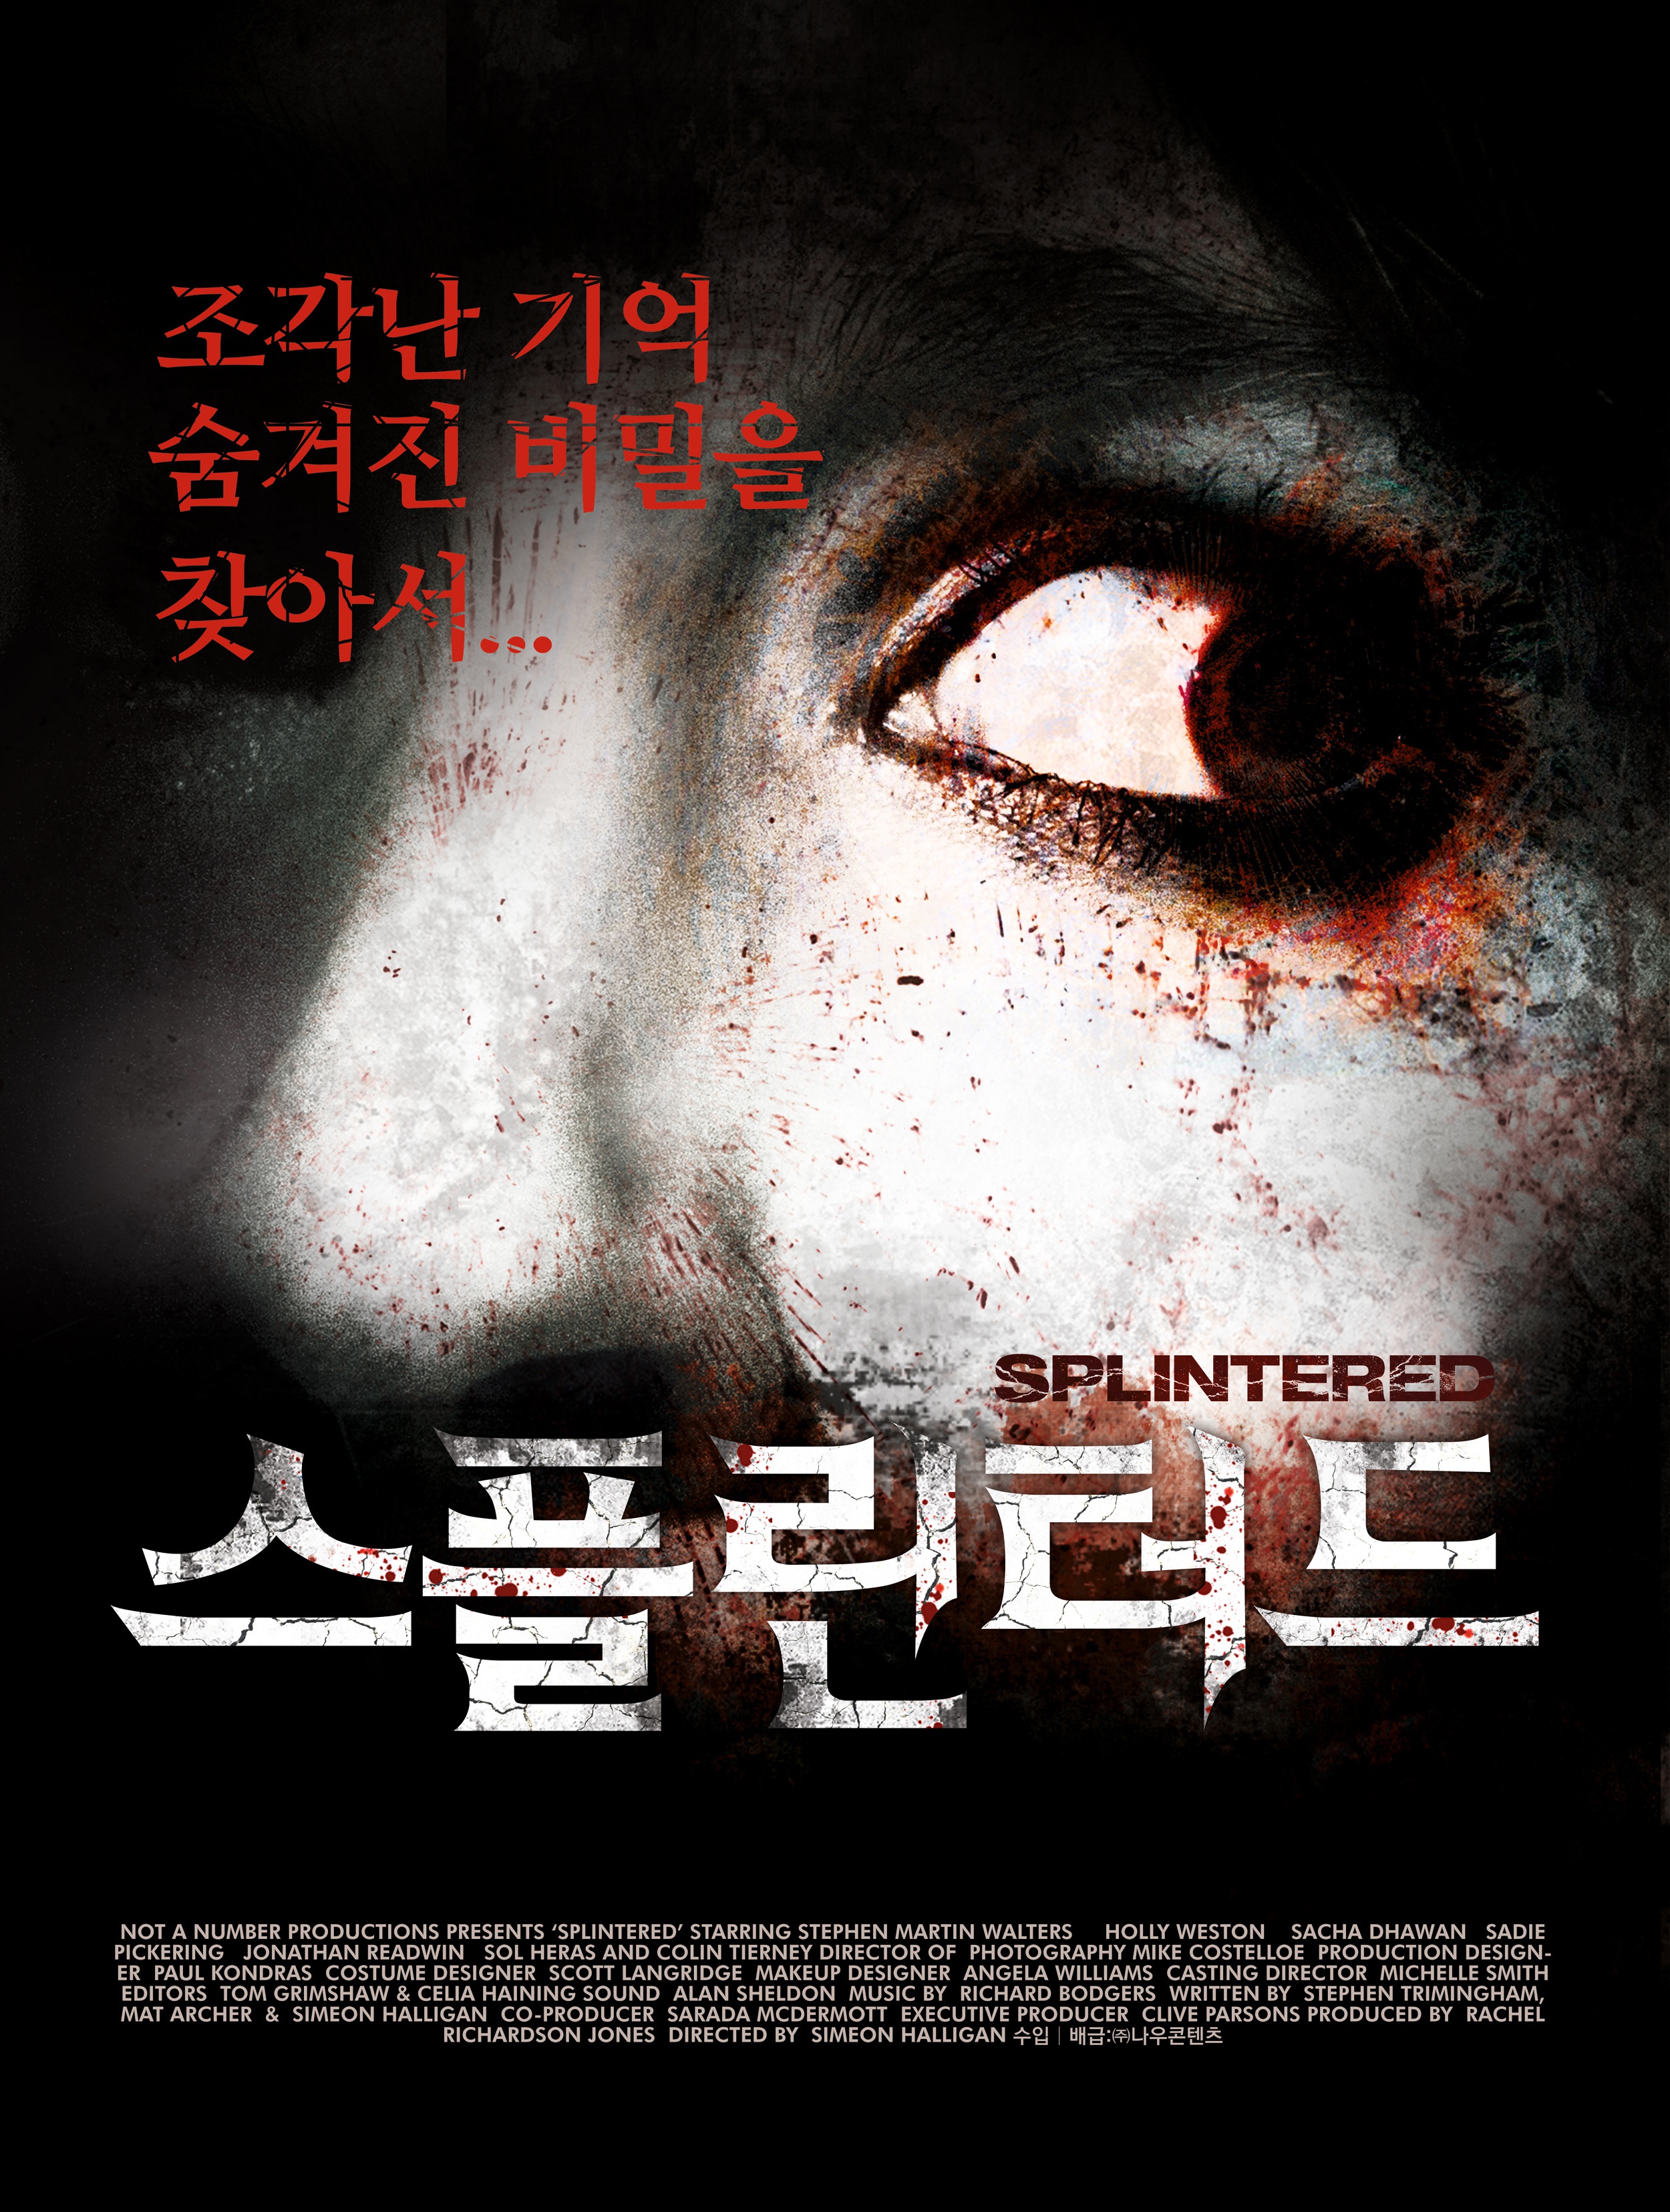 조각난 기억
숨겨진 비밀을
찾아서...
SPLINTERED
스플린터드
NOT A NUMBER PRODUCTIONS PRESENTS ‘SPLINTERED’ STARRING STEPHEN MARTIN WALTERS HOLLY WESTON SACHA DHAWAN SADIE
PICKERING JONATHAN READWIN SOL HERAS AND COLIN TIERNEY DIRECTOR OF PHOTOGRAPHY MIKE COSTELLOE PRODUCTION DESIGN-
ER PAUL KONDRAS COSTUME DESIGNER SCOTT LANGRIDGE MAKEUP DESIGNER ANGELA WILLIAMS CASTING DIRECTOR MICHELLE SMITH
EDITORS TOM GRIMSHAW & CELIA HAINING SOUND ALAN SHELDON MUSIC BY RICHARD BODGERS WRITTEN BY STEPHEN TRIMINGHAM,
MAT ARCHER & SIMEON HALLIGAN CO-PRODUCER SARADA MCDERMOTT EXECUTIVE PRODUCER CLIVE PARSONS PRODUCED BY RACHEL
RICHARDSON JONES DIRECTED BY SIMEON HALLIGAN 수입 | 배급:㈜나우콘텐츠